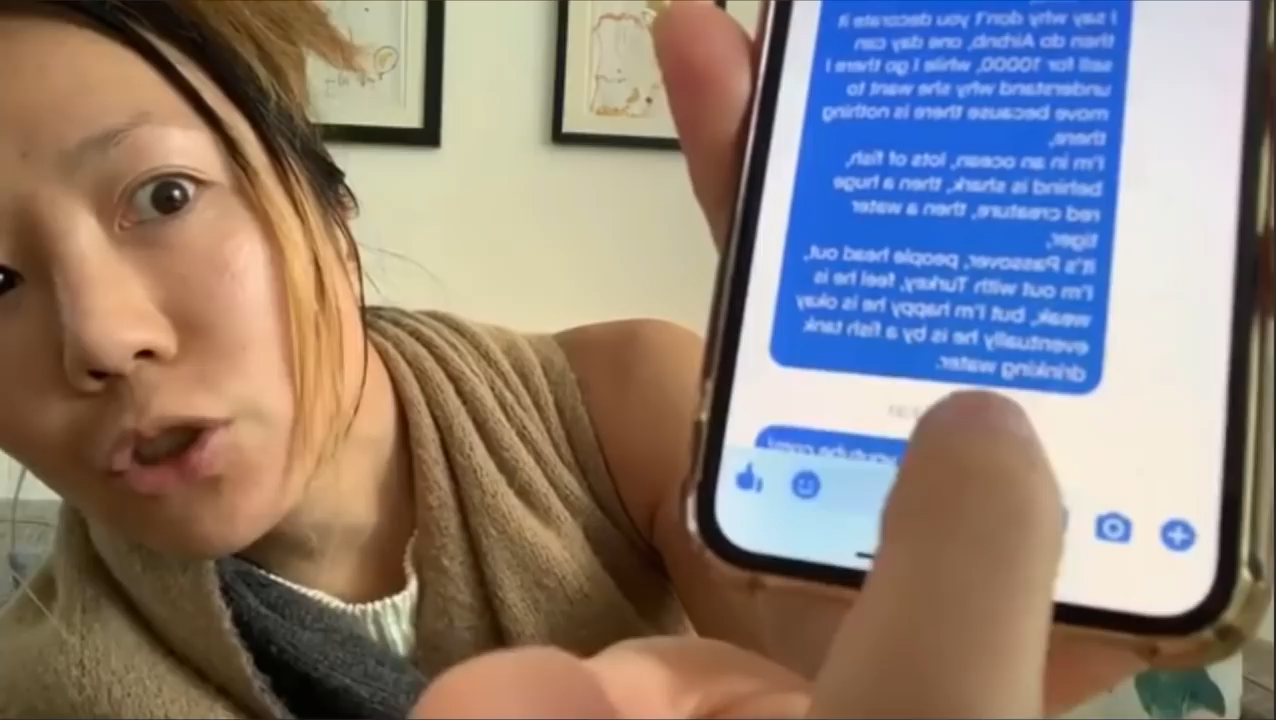 I say why don't you decorate it
then do Airbnb, one day can
sell for 10000, while I go there I
understand why she want to
move because there is nothing
there,
I'm in an ocean, lots of fish,
behind is shark, then a huge
red creature, then a water
tiger,
It's Passover, people head out,
I'm out with Turkey, feel he is
weak, but I'm happy he is okay
eventually he is by a fish tank
drinking water.